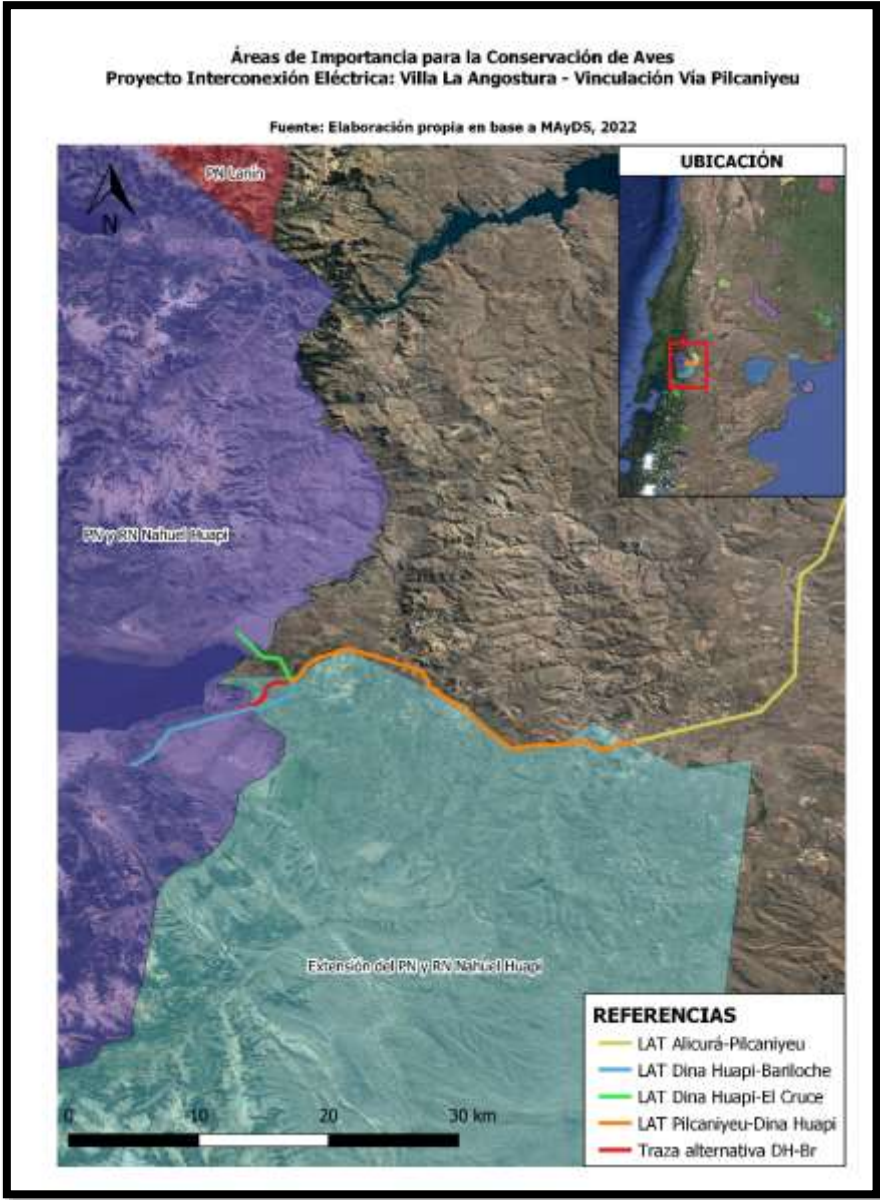 Áreas de Importancia para la Conservación de Aves
Proyecto Interconexión Eléctrica: Villa La Angostura - Vinculación Vía Pilcaniyeu
Fuente: Elaboración propia en base a MAyDS, 2022
UBICACIÓN
PN Lanín
N
PN y RN Nahuel Huapi
Extensión del PN y RN Nahuel Huapi
REFERENCIAS
LAT Alicurá-Pilcaniyeu
LAT Dina Huapi-Bariloche
LAT Dina Huapi-El Cruce
LAT Pilcaniyeu-Dina Huapi
Traza alternativa DH-Br
0 10 20 30 km